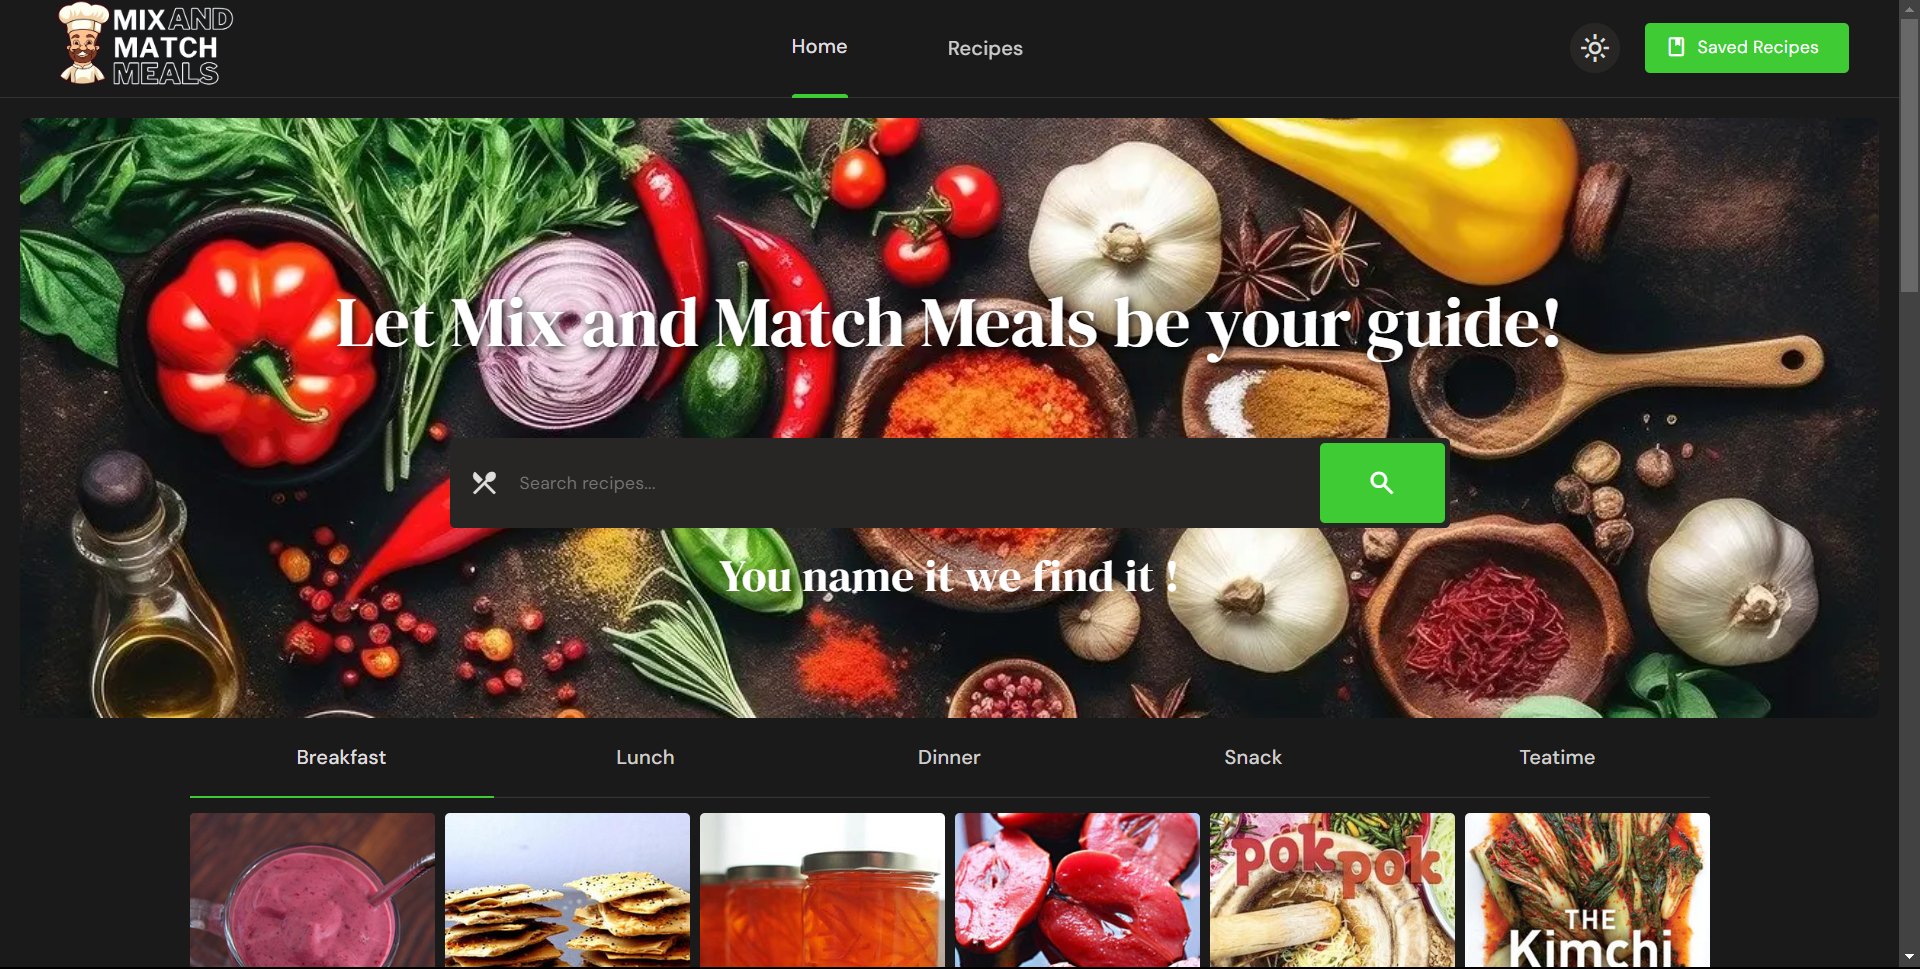 MIX AND
MATCH
MEALS
Home
Recipes
Saved Recipes
Let Mix and Match Meals be your guide!
Search recipes...
You name it we find it !
Breakfast
Lunch
Dinner
Snack
Teatime
pok pok
THE
Kimchi